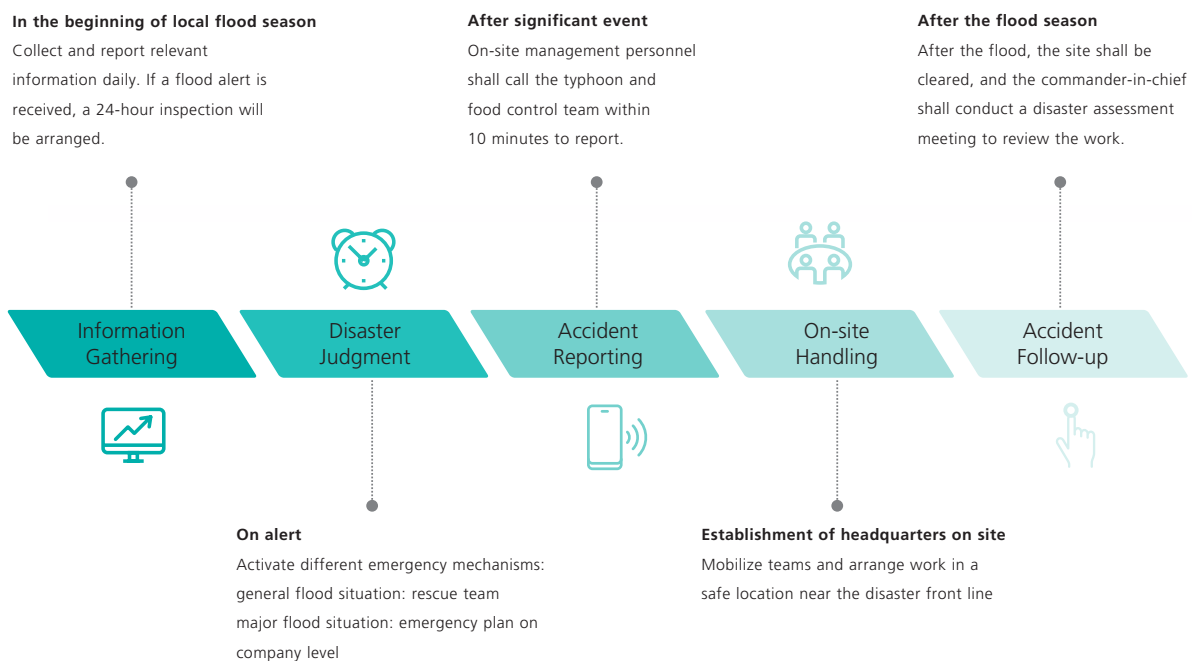 In the beginning of local flood season
Collect and report relevant
information daily. If a flood alert is
received, a 24-hour inspection will
be arranged.
After significant event
On-site management personnel
shall call the typhoon and
food control team within
10 minutes to report.
After the flood season
After the flood, the site shall be
cleared, and the commander-in-chief
shall conduct a disaster assessment
meeting to review the work.
Information
Gathering
Disaster
Judgment
Accident
Reporting
On-site
Handling
Accident
Follow-up
On alert
Activate different emergency mechanisms:
general flood situation: rescue team
major flood situation: emergency plan on
company level
Establishment of headquarters on site
Mobilize teams and arrange work in a
safe location near the disaster front line